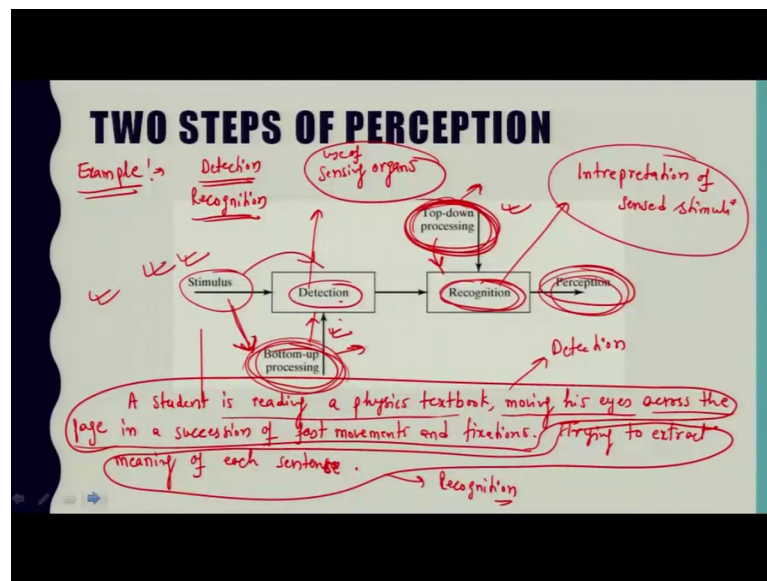 TWO STEPS OF PERCEPTION
Example:→ Detection
Recognition
use of
sensing organs
Intrepretation of
sensed stimuli
Top-down
processing
Stimulus
Detection
Recognition
Perception
Bottom-up
processing
Detection
A student is reading a physics textbook, moving his eyes across the
page in a succession of fast movements and fixations. Trying to extract
meaning of each sentense.
→ Recognition